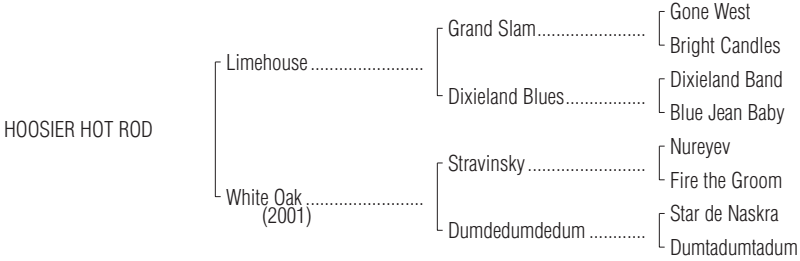 Gone West
Grand Slam.......................
Bright Candles
Limehouse........................
Dixieland Band
Dixieland Blues.................
Blue Jean Baby
HOOSIER HOT ROD
Nureyev
Stravinsky.........................
Fire the Groom
White Oak.........................
(2001)
Star de Naskra
Dumdedumdedum............
Dumtadumtadum